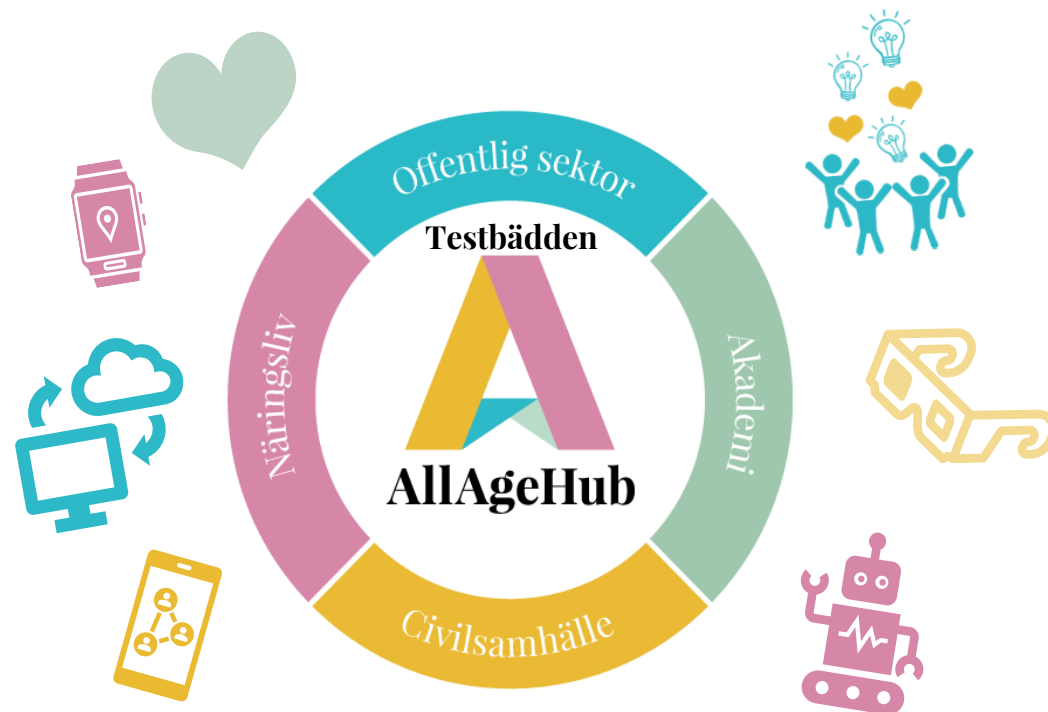 Offentlig sektor
Testbädden
Näringsliv
Akademi
AllAgeHub
Civilsamhälle